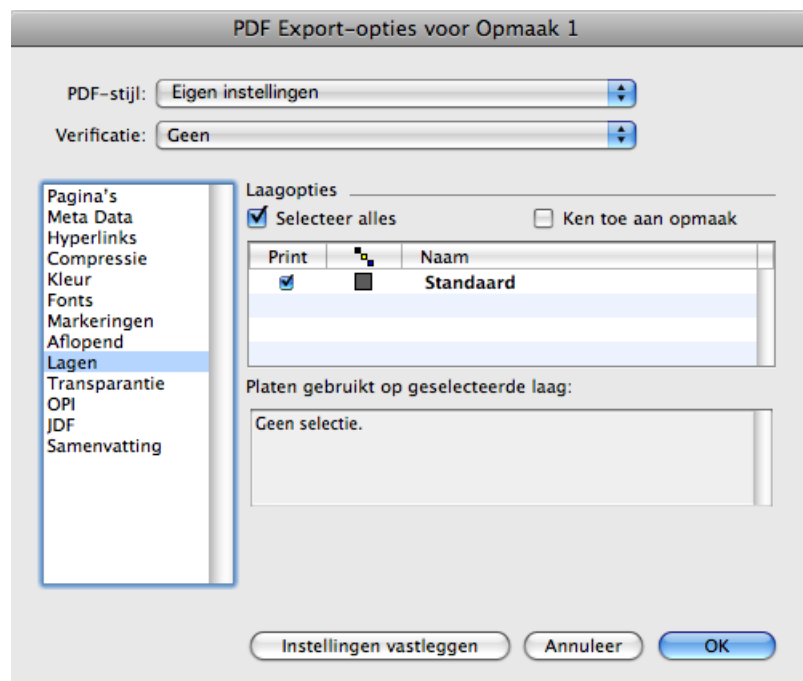 PDF Export-opties voor Opmaak 1
PDF-stijl: Eigen instellingen
Verificatie: Geen
Pagina's
Meta Data
Hyperlinks
Compressie
Kleur
Fonts
Markeringen
Aflopend
Lagen
Transparantie
OPI
JDF
Samenvatting
Laagopties
Selecteer alles
Ken toe aan opmaak
Print Naam
Standaard
Platen gebruikt op geselecteerde laag:
Geen selectie.
Instellingen vastleggen
Annuleer
OK